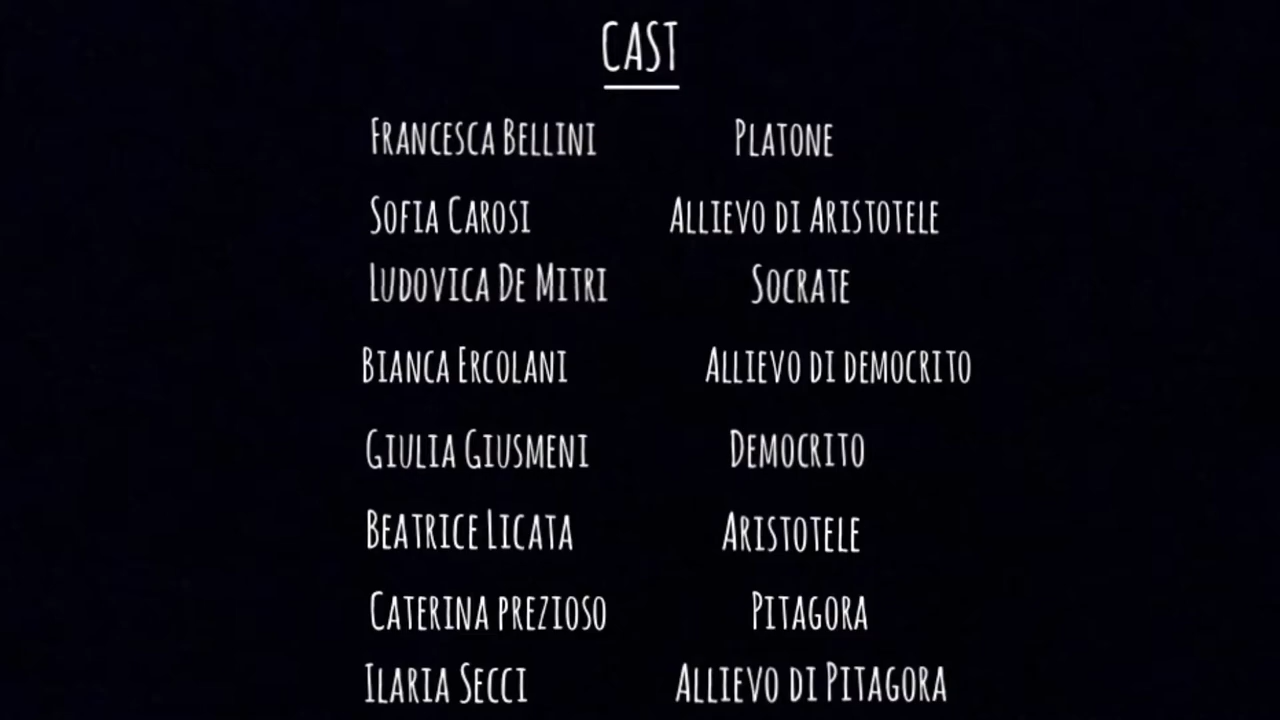 CAST
FRANCESCA BELLINI PLATONE
SOFIA CAROSI ALLIEVO DI ARISTOTELE
LUDOVICA DE MITRI SOCRATE
BIANCA ERCOLANI ALLIEVO DI DEMOCRITO
GIULIA GIUSMENI DEMOCRITO
BEATRICE LICATA ARISTOTELE
CATERINA PREZIOSO PITAGORA
ILARIA SECCI ALLIEVO DI PITAGORA